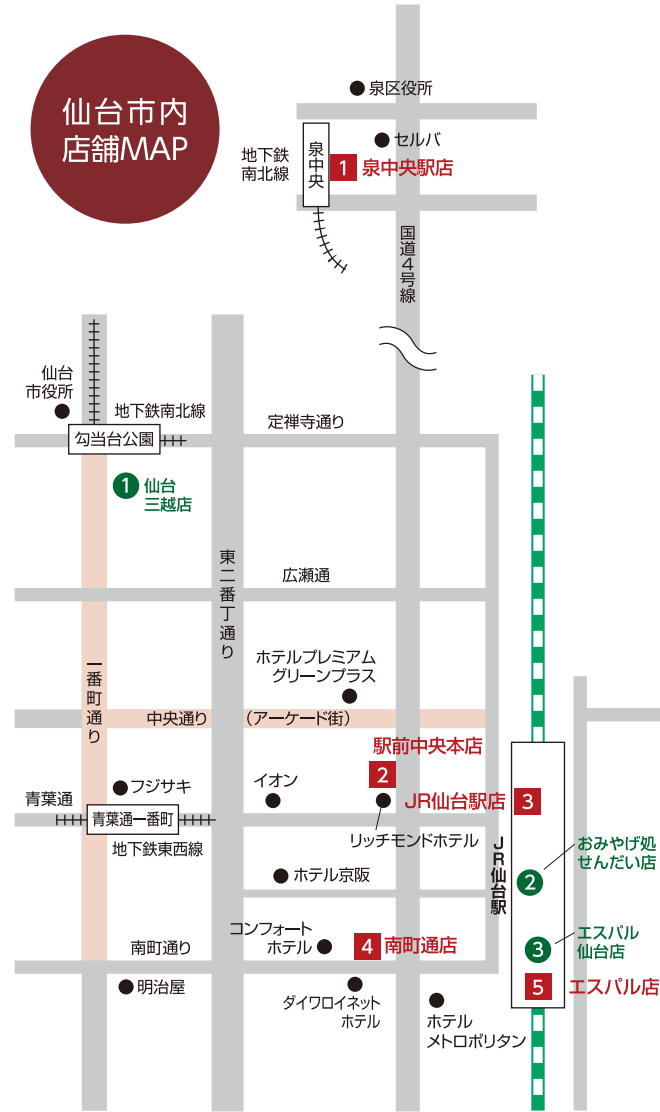 仙台市内
店舗MAP
泉区役所
セルバ
地下鉄
南北線
泉中央
1
泉中央駅店
国道4号線
仙台
市役所
地下鉄南北線
勾当台公園
定禅寺通り
1
仙台
三越店
東二番丁通り
広瀬通
一番町通り
ホテルプレミアム
グリーンプラス
中央通り
（アーケード街）
駅前中央本店
2
フジサキ
イオン
JR仙台駅店
3
青葉通
青葉通一番町
リッチモンドホテル
地下鉄東西線
JR仙台駅
おみやげ処
せんだい店
2
ホテル京阪
コンフォート
ホテル
4
南町通店
エスパル
仙台店
3
南町通り
明治屋
5
エスパル店
ダイワロイネット
ホテル
ホテル
メトロポリタン